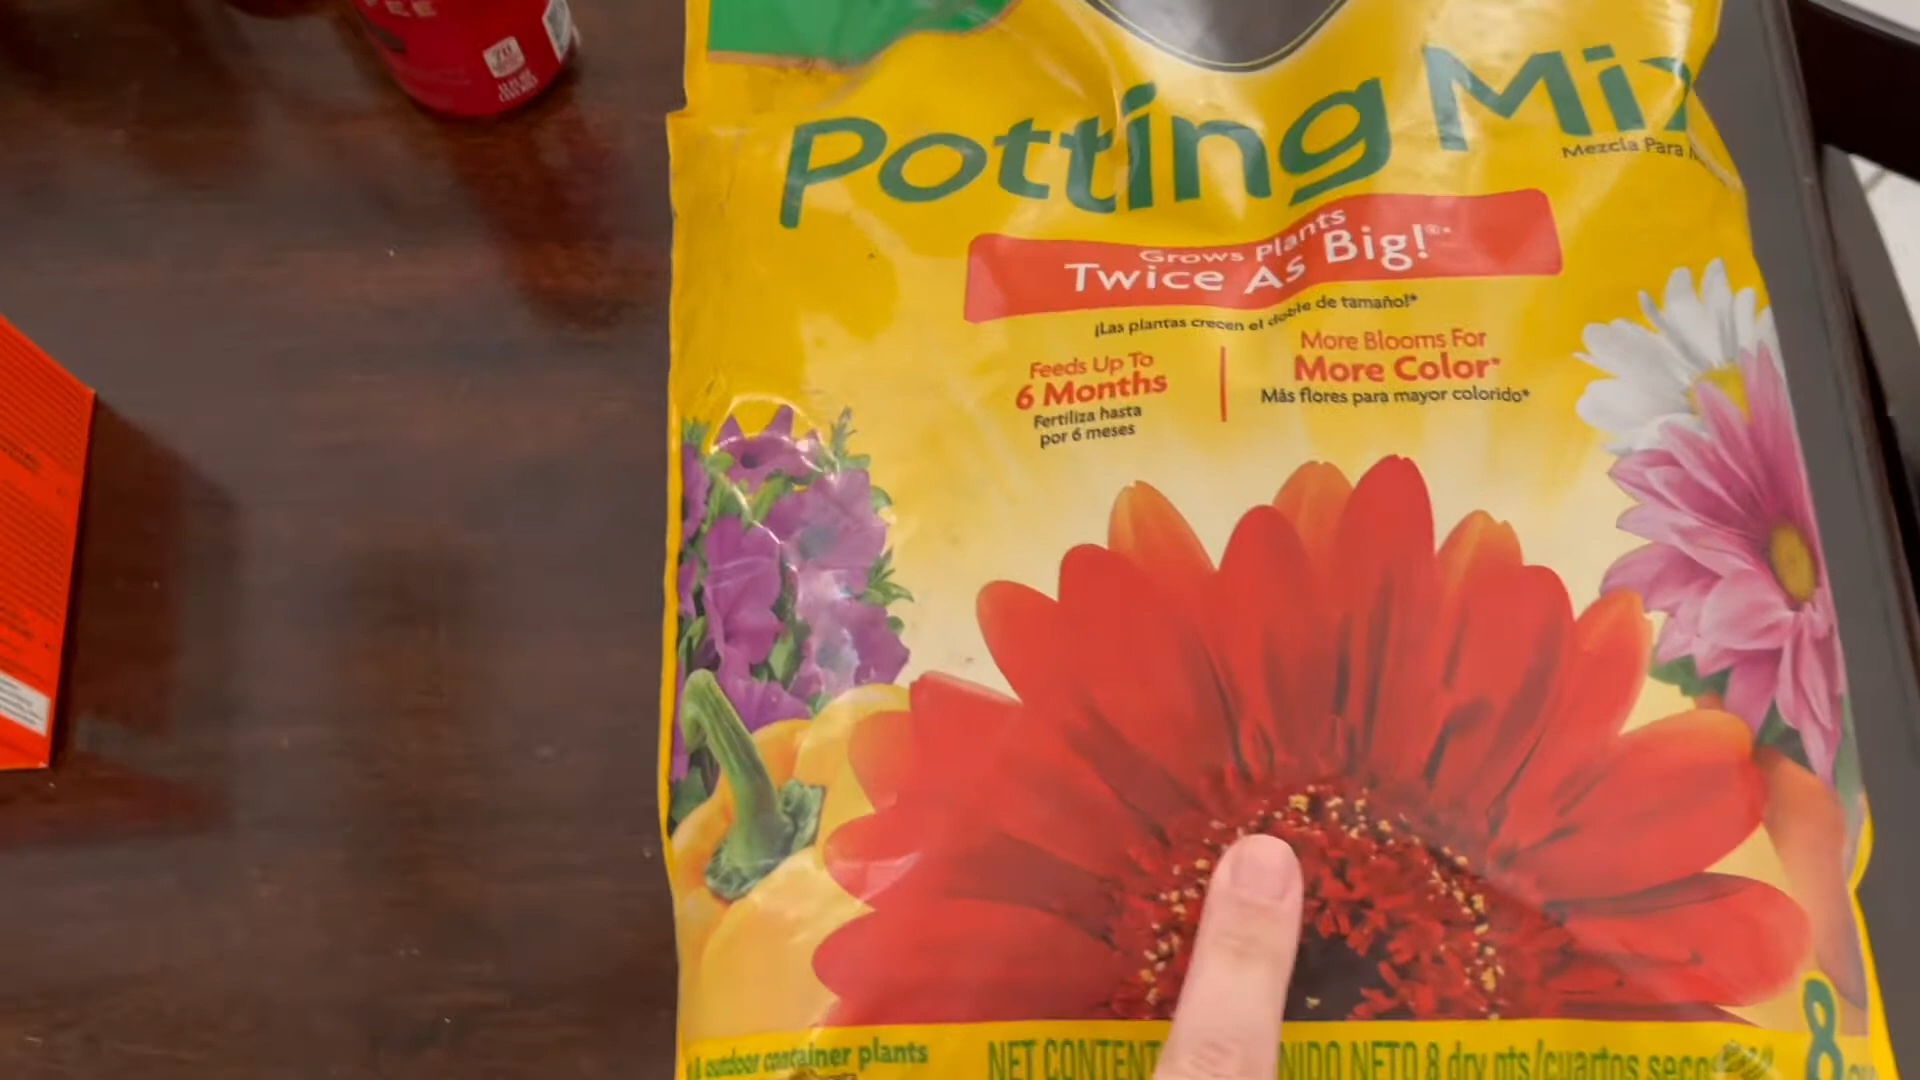 Potting Mix
Mezcla Para
Grows Plants
Twice As Big!®*
¡Las plantas crecen el doble de tamaño!*
Feeds Up To
6 Months
Fertiliza hasta
por 6 meses
More Blooms For
More Color*
Más flores para mayor colorido*
outdoor container plants
NET CONTENT NIDO NETO 8 dry qts/cuartos secos
8